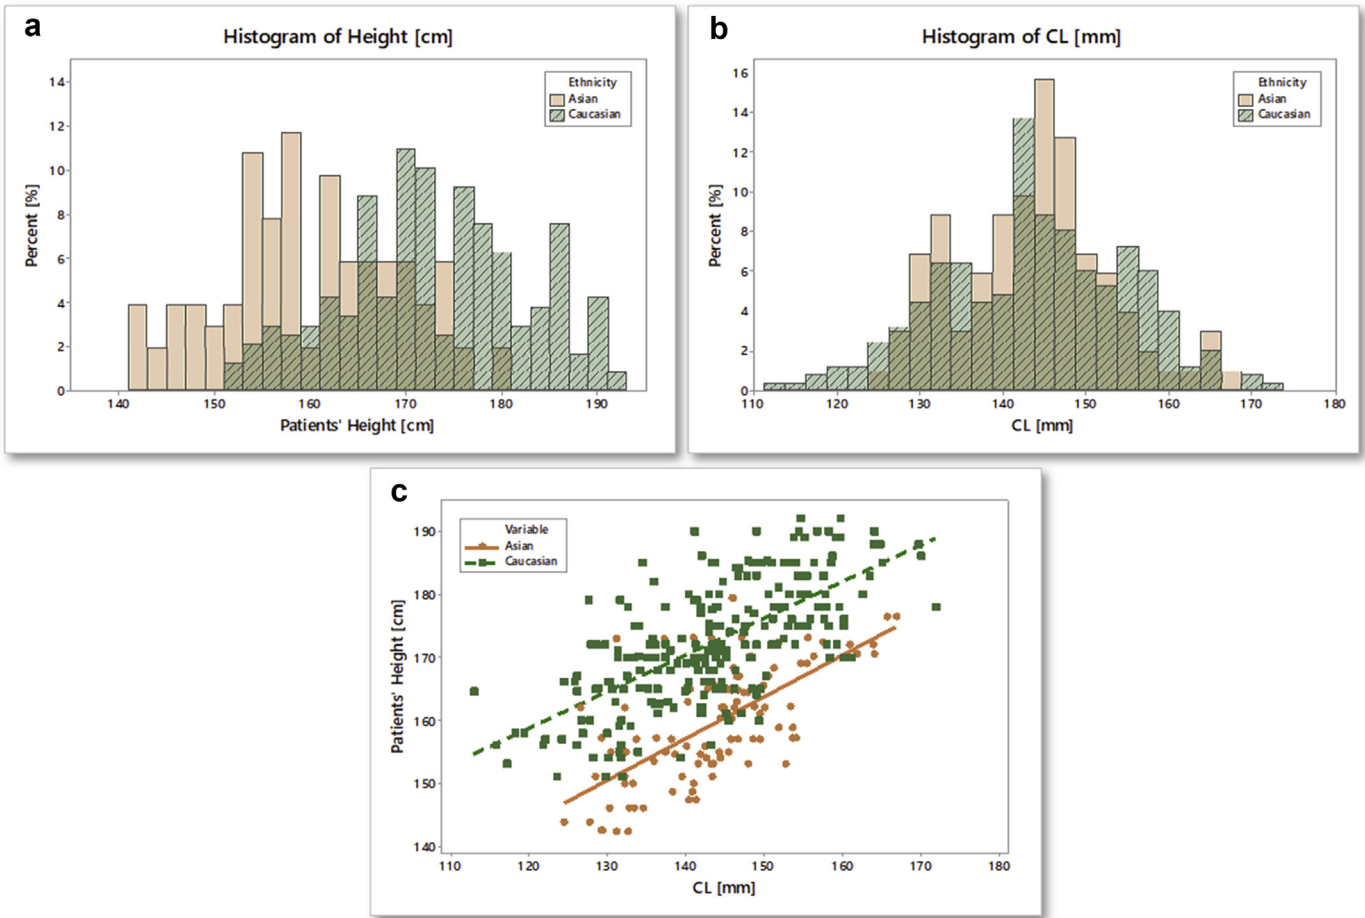 a
Histogram of Height [cm]
Percent [%]
14
12
10
8
6
4
2
0
Ethnicity
Asian
Caucasian
140 150 160 170 180 190
Patients' Height [cm]
b
Histogram of CL [mm]
Percent [%]
16
14
12
10
8
6
4
2
0
Ethnicity
Asian
Caucasian
110 120 130 140 150 160 170 180
CL [mm]
c
Patients' Height [cm]
190
180
170
160
150
140
Variable
Asian
Caucasian
110 120 130 140 150 160 170 180
CL [mm]